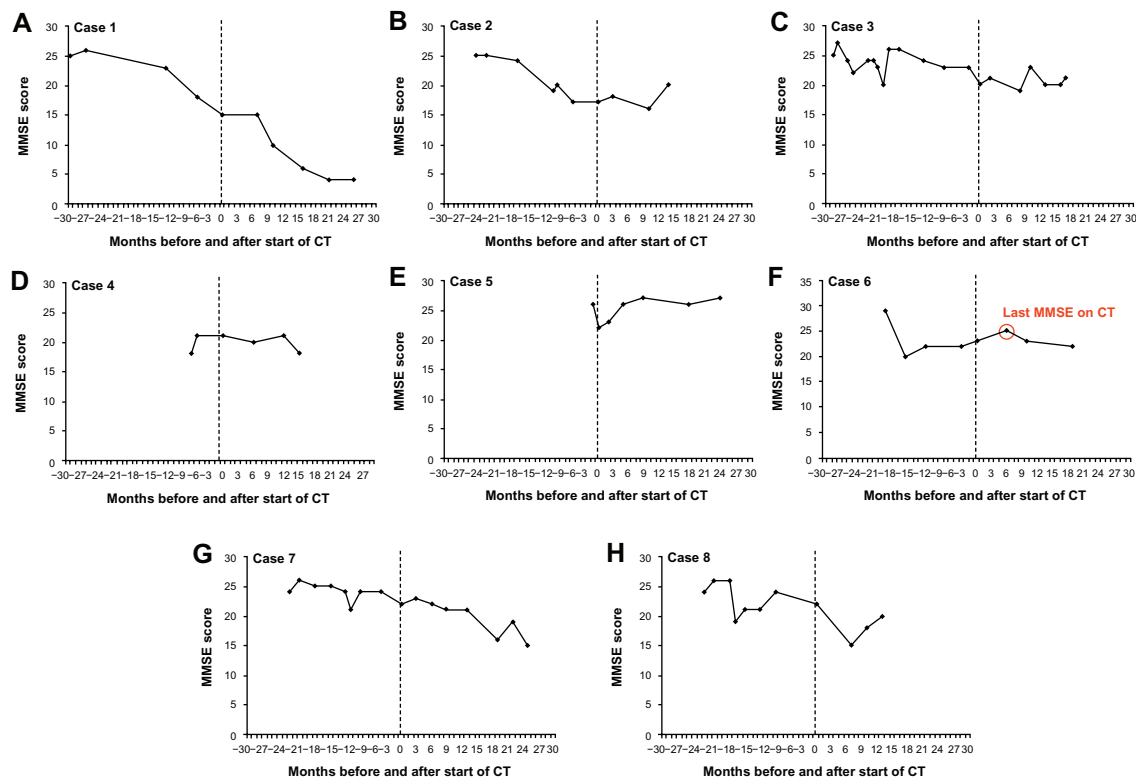 A Case 1
30
25
20
15
10
5
0
MMSE score
−30−27−24−21−18−15−12−9−6−3 0 3 6 9 12 15 18 21 24 27 30
Months before and after start of CT
B Case 2
30
25
20
15
10
5
0
MMSE score
−30−27−24−21−18−15−12−9−6−3 0 3 6 9 12 15 18 21 24 27 30
Months before and after start of CT
C Case 3
30
25
20
15
10
5
0
MMSE score
−30−27−24−21−18−15−12−9−6−3 0 3 6 9 12 15 18 21 24 27 30
Months before and after start of CT
D Case 4
30
25
20
15
10
5
0
MMSE score
−30−27−24−21−18−15−12−9−6−3 0 3 6 9 12 15 18 21 24 27
Months before and after start of CT
E Case 5
30
25
20
15
10
5
0
MMSE score
−30−27−24−21−18−15−12−9−6−3 0 3 6 9 12 15 18 21 24 27 30
Months before and after start of CT
F Case 6
35
30
25
20
15
10
5
0
MMSE score
Last MMSE on CT
−30−27−24−21−18−15−12−9−6−3 0 3 6 9 12 15 18 21 24 27 30
Months before and after start of CT
G Case 7
30
25
20
15
10
5
0
MMSE score
−30−27−24−21−18−15−12−9−6−3 0 3 6 9 12 15 18 21 24 27 30
Months before and after start of CT
H Case 8
30
25
20
15
10
5
0
MMSE score
−30−27−24−21−18−15−12−9−6−3 0 3 6 9 12 15 18 21 24 27 30
Months before and after start of CT